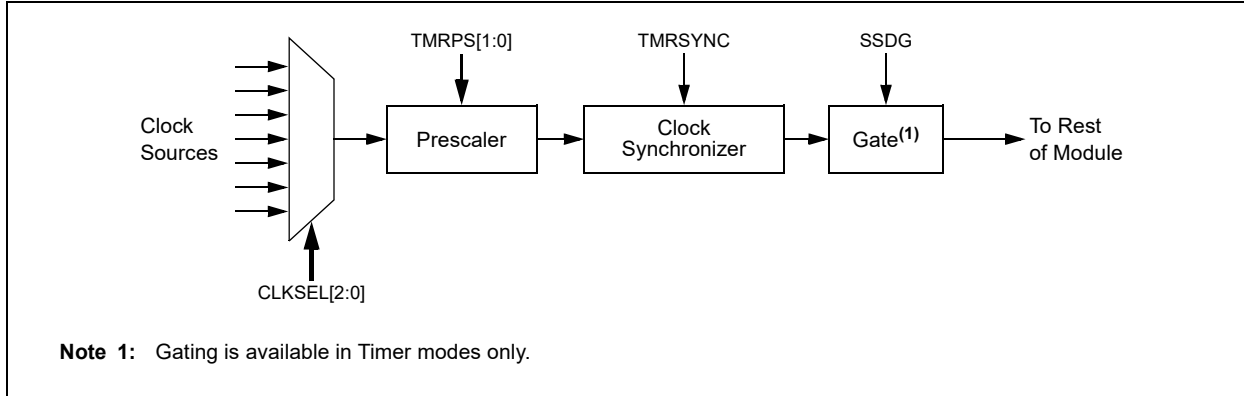 TMRPS[1:0]
TMRSYNC
SSDG
Clock
Sources
Prescaler
Clock
Synchronizer
Gate(1)
To Rest
of Module
CLKSEL[2:0]
Note 1: Gating is available in Timer modes only.